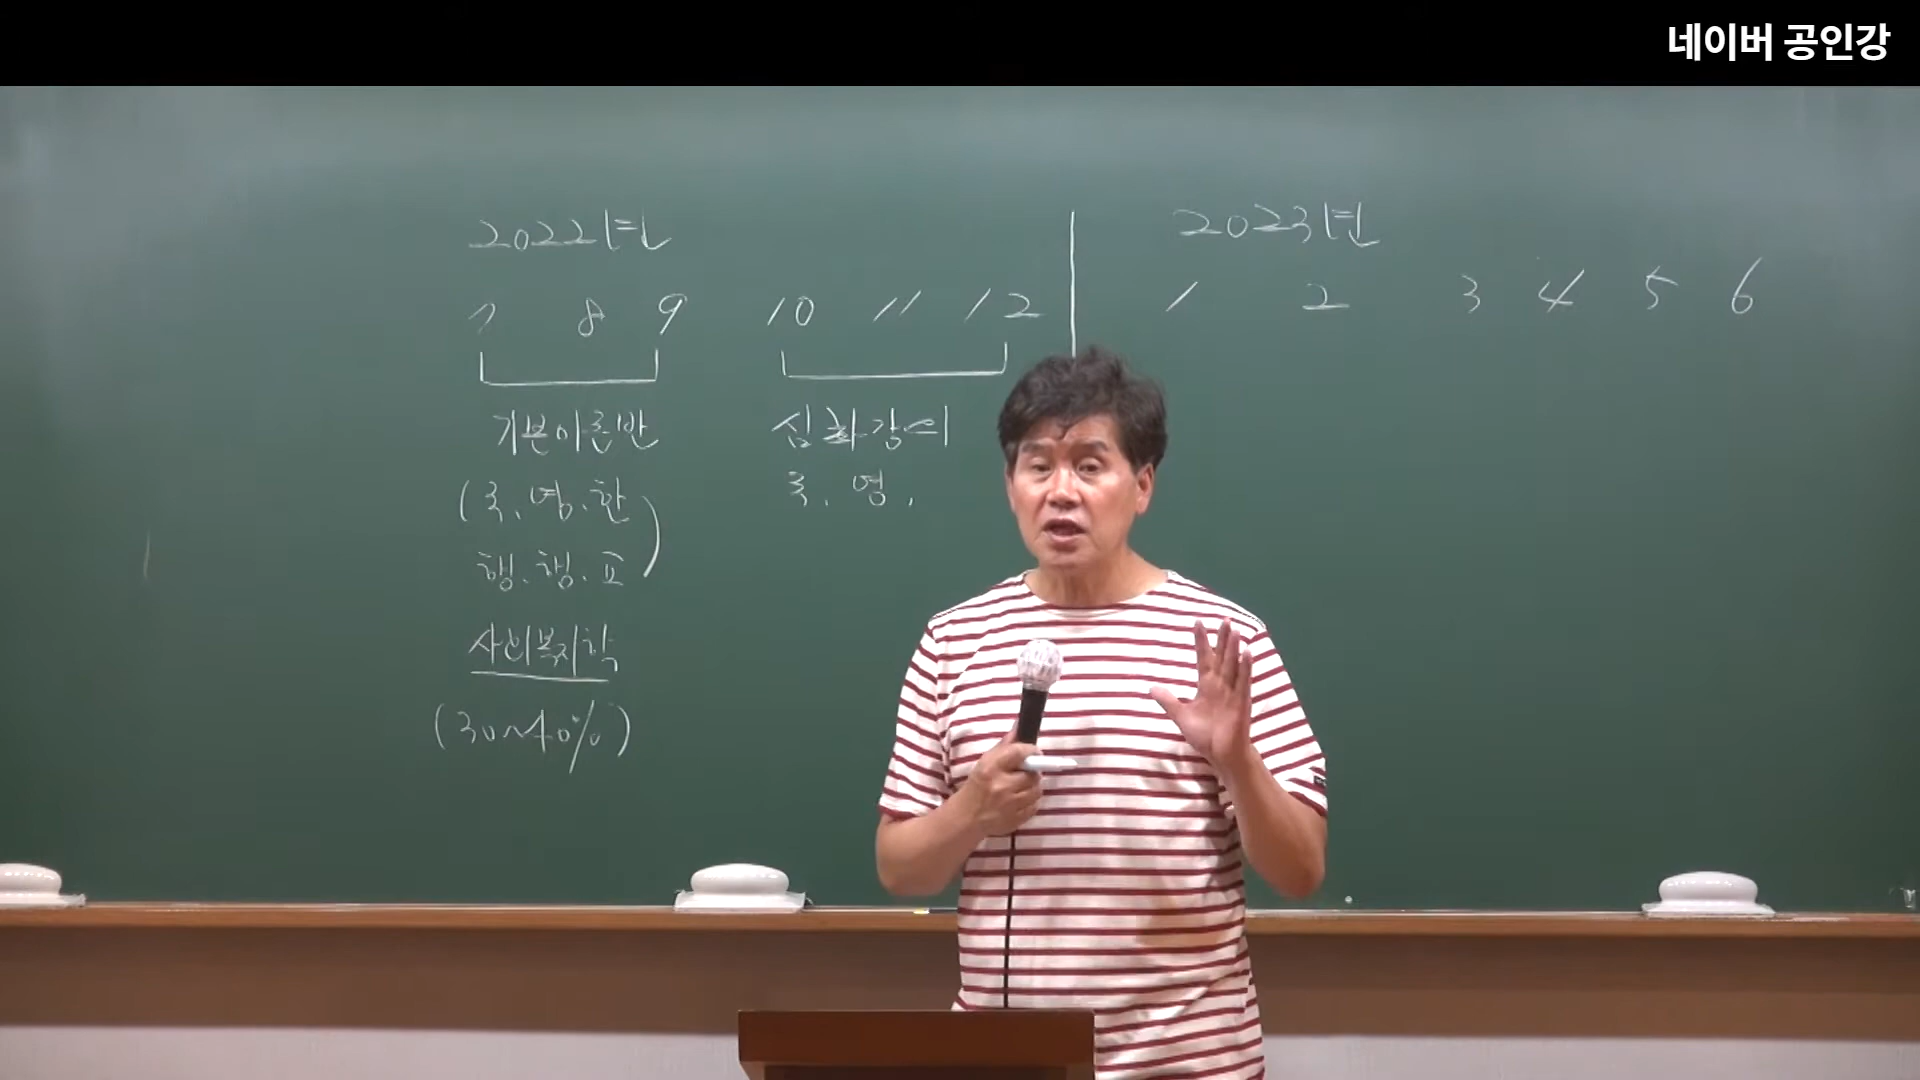 네이버 공인강
2022년
7 8 9 10 11 12
기본이론반
(국. 영. 한
행. 행. 교)
사회복지학
(30~40%)
심화강의
국. 영.
2023년
1 2 3 4 5 6